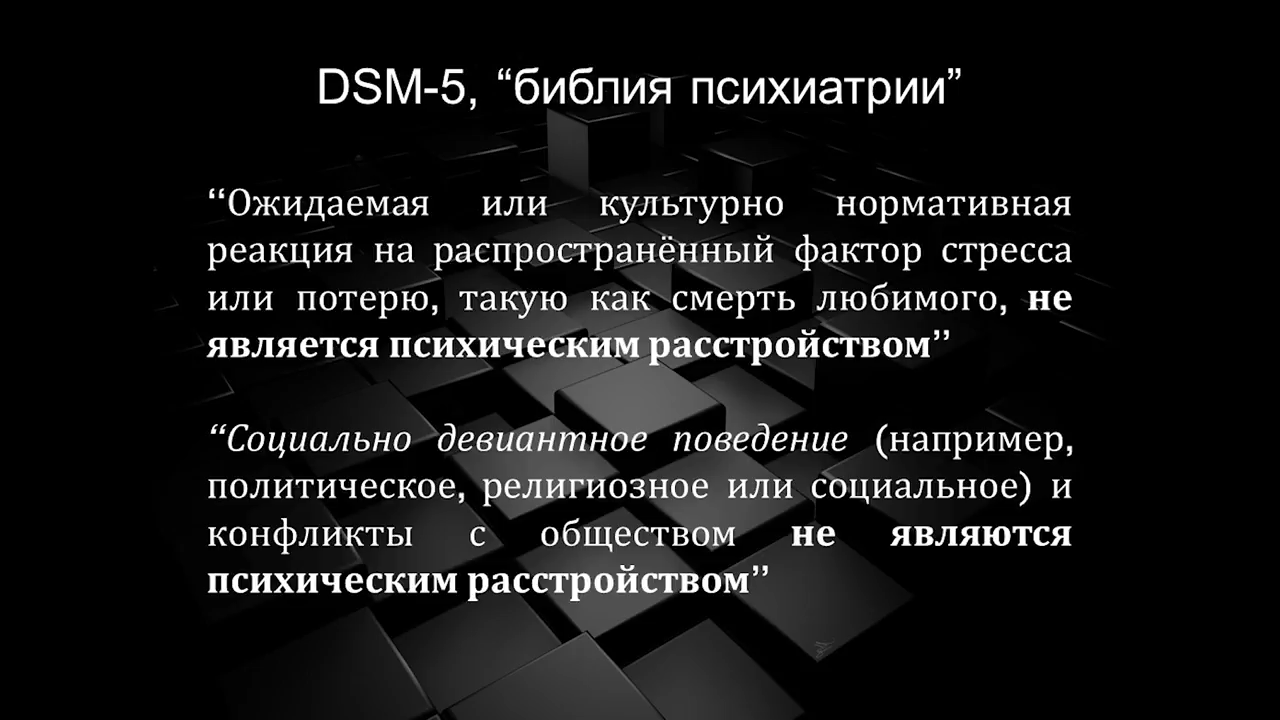 DSM-5, “библия психиатрии”
“Ожидаемая или культурно нормативная
реакция на распространённый фактор стресса
или потерю, такую как смерть любимого, не
является психическим расстройством”
“Социально девиантное поведение (например,
политическое, религиозное или социальное) и
конфликты с обществом не являются
психическим расстройством”